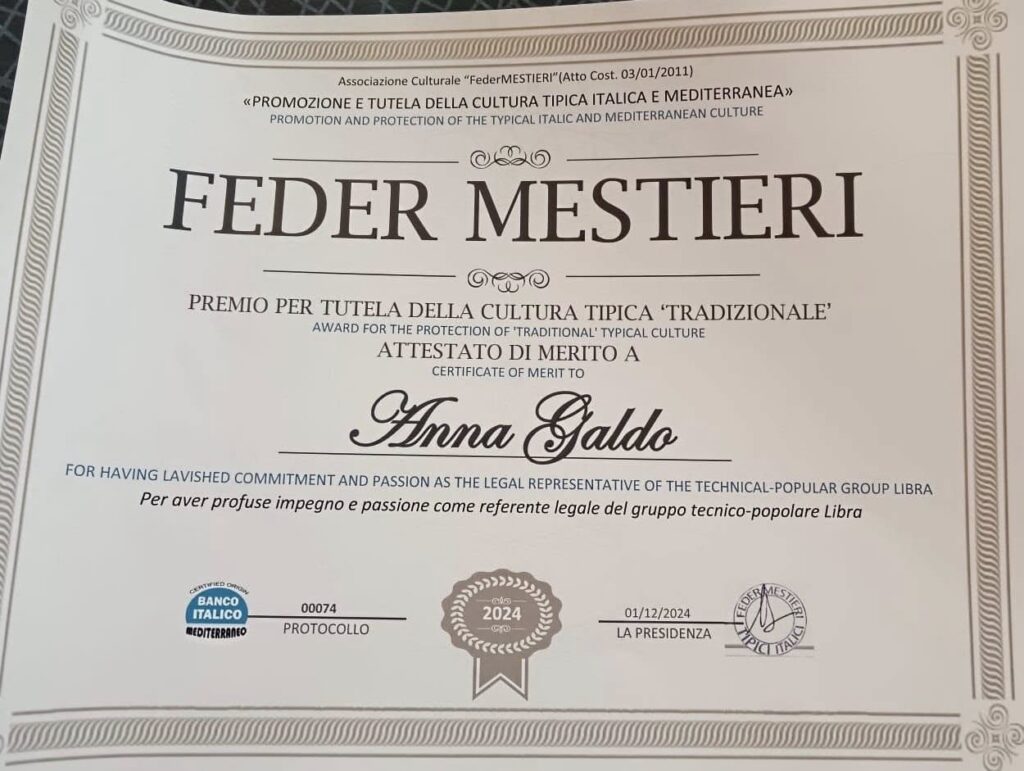 Associazione Culturale "FederMESTIERI"(Atto Cost. 03/01/2011)
«PROMOZIONE E TUTELA DELLA CULTURA TIPICA ITALICA E MEDITERRANEA»
PROMOTION AND PROTECTION OF THE TYPICAL ITALIC AND MEDITERRANEAN CULTURE
FEDER MESTIERI
PREMIO PER TUTELA DELLA CULTURA TIPICA 'TRADIZIONALE'
AWARD FOR THE PROTECTION OF 'TRADITIONAL' TYPICAL CULTURE
ATTESTATO DI MERITO A
CERTIFICATE OF MERIT TO
Anna Galdo
FOR HAVING LAVISHED COMMITMENT AND PASSION AS THE LEGAL REPRESENTATIVE OF THE TECHNICAL-POPULAR GROUP LIBRA
Per aver profuse impegno e passione come referente legale del gruppo tecnico-popolare Libra
CERTIFIED ORIGIN
BANCO
ITALICO
MEDITERRANEO
00074
PROTOCOLLO
2024
01/12/2024
LA PRESIDENZA
FEDERMESTIERI
TIPICI ITALICI